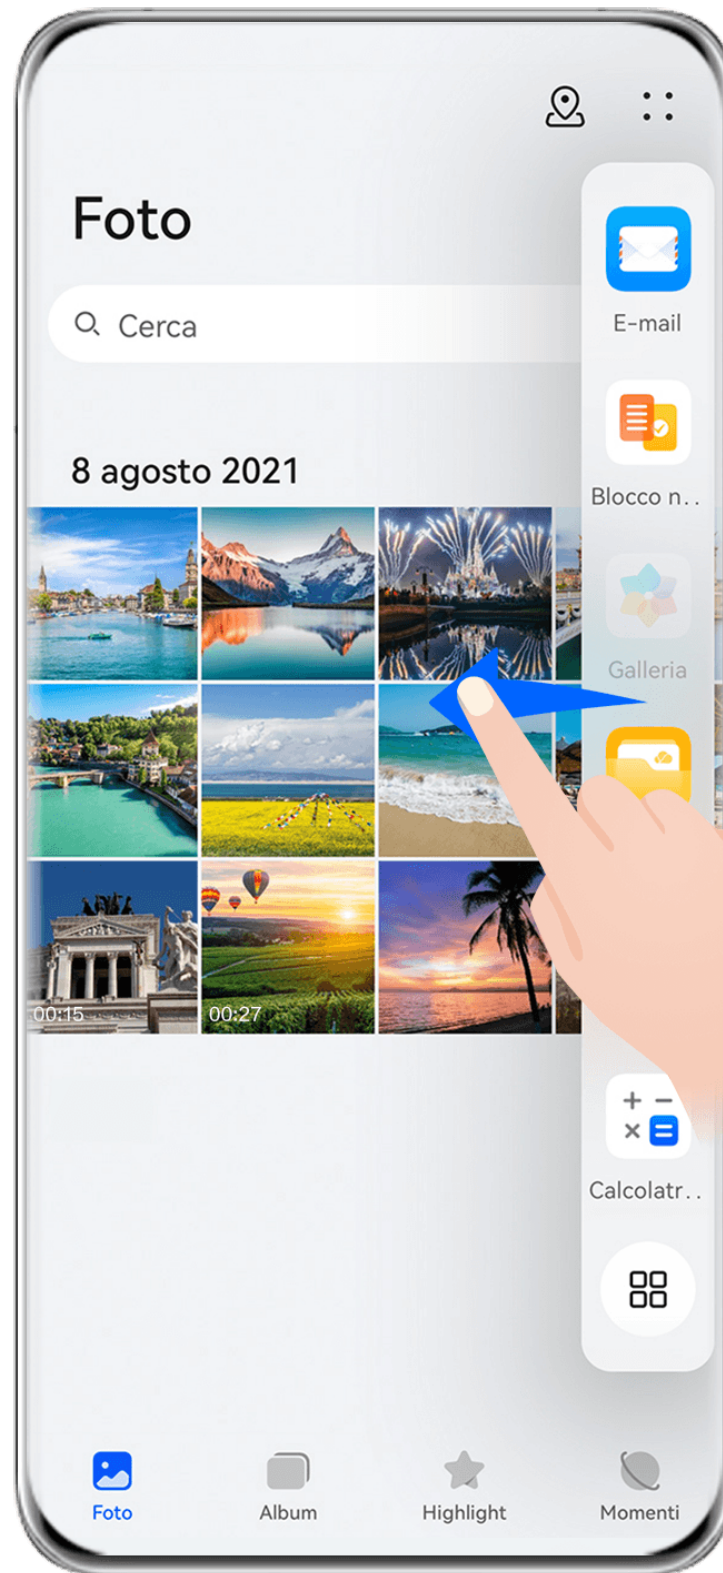 Foto
Cerca
8 agosto 2021
00:15
00:27
E-mail
Blocco n..
Galleria
Calcolatr..
Foto
Album
Highlight
Momenti